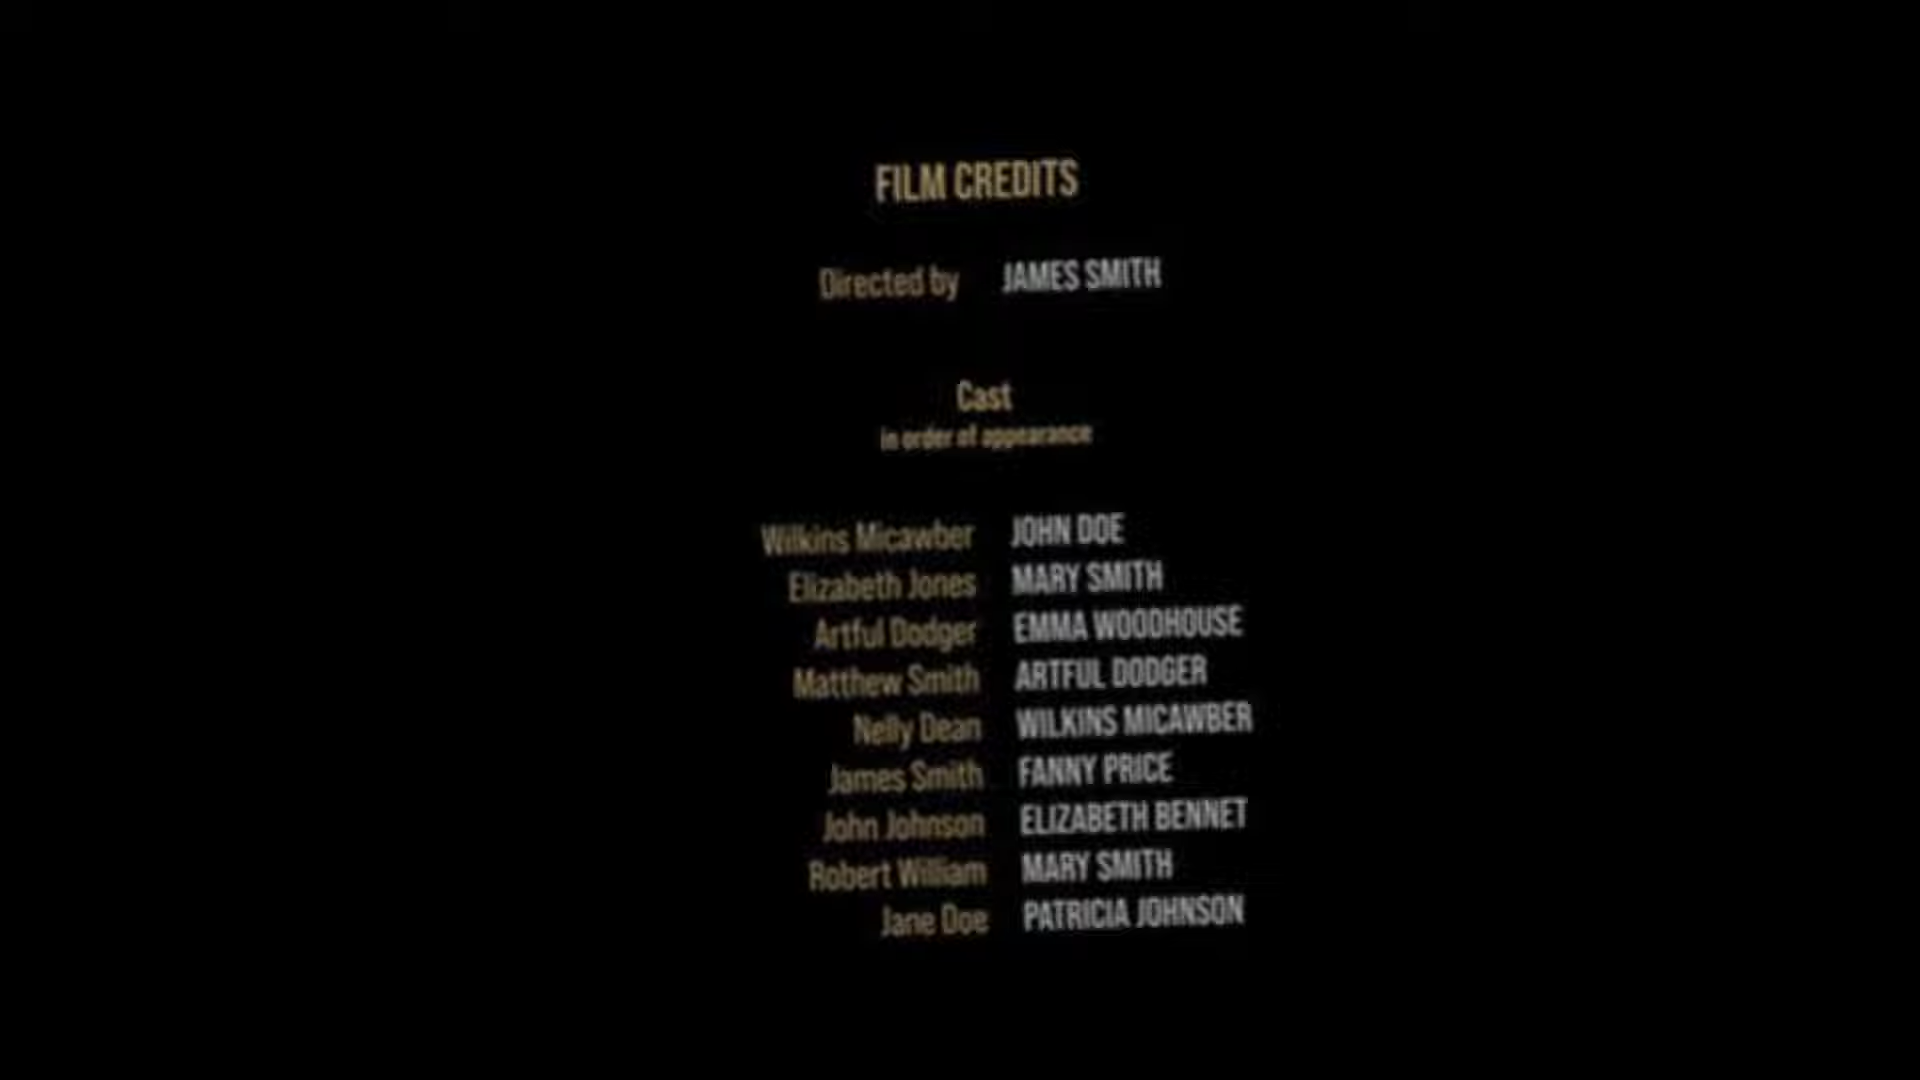 FILM CREDITS
Directed by JAMES SMITH
Cast
in order of appearance
Wilkins Micawber JOHN DOE
Elizabeth Jones MARY SMITH
Artful Dodger EMMA WOODHOUSE
Matthew Smith ARTFUL DODGER
Nelly Dean WILKINS MICAWBER
James Smith FANNY PRICE
John Johnson ELIZABETH BENNET
Robert William MARY SMITH
Jane Doe PATRICIA JOHNSON